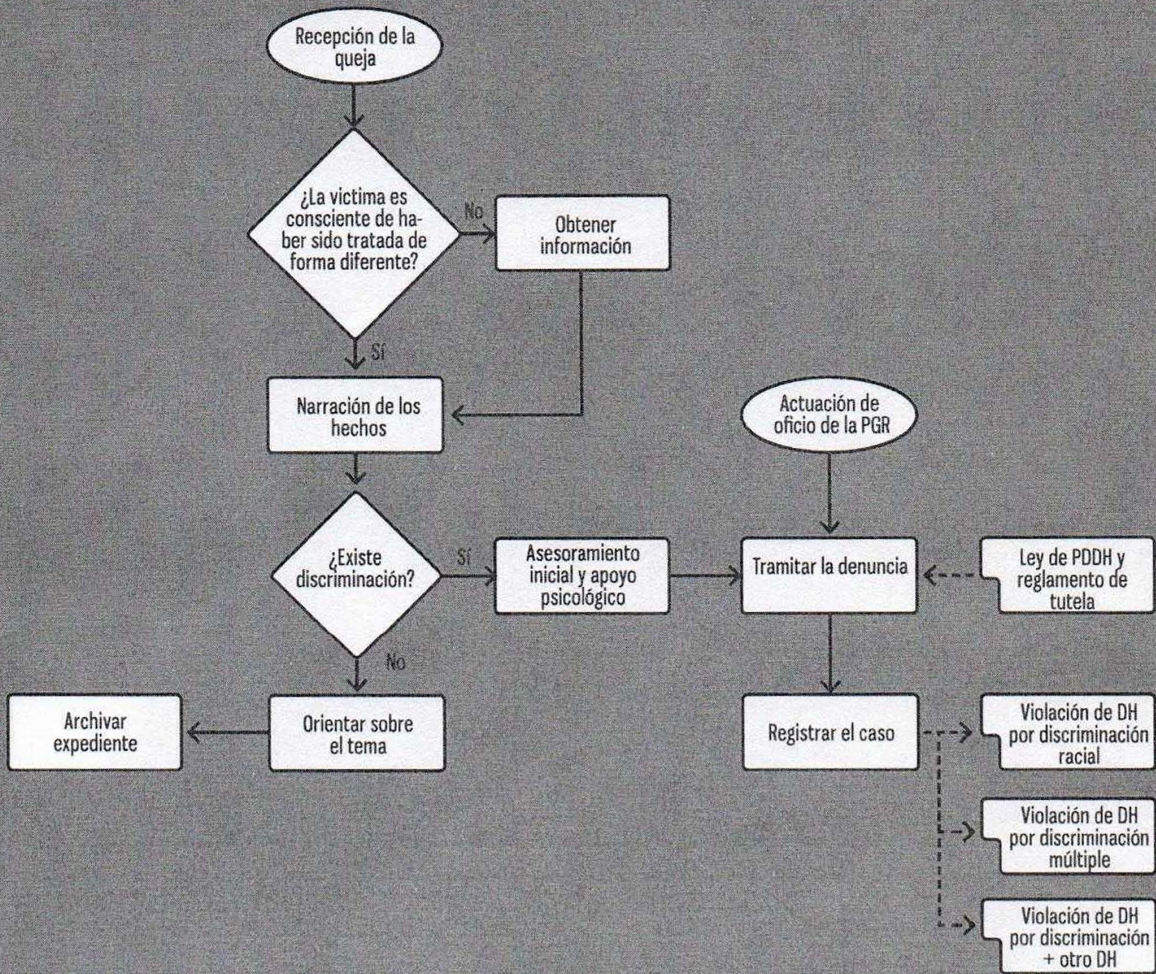 Recepción de la
queja
¿La victima es
consciente de ha-
ber sido tratada de
forma diferente?
No
Obtener
información
Sí
Narración de los
hechos
Actuación de
oficio de la PGR
¿Existe
discriminación?
Sí
Asesoramiento
inicial y apoyo
psicológico
Tramitar la denuncia
Ley de PDDH y
reglamento de
tutela
No
Archivar
expediente
Orientar sobre
el tema
Registrar el caso
Violación de DH
por discriminación
racial
Violación de DH
por discriminación
múltiple
Violación de DH
por discriminación
+ otro DH